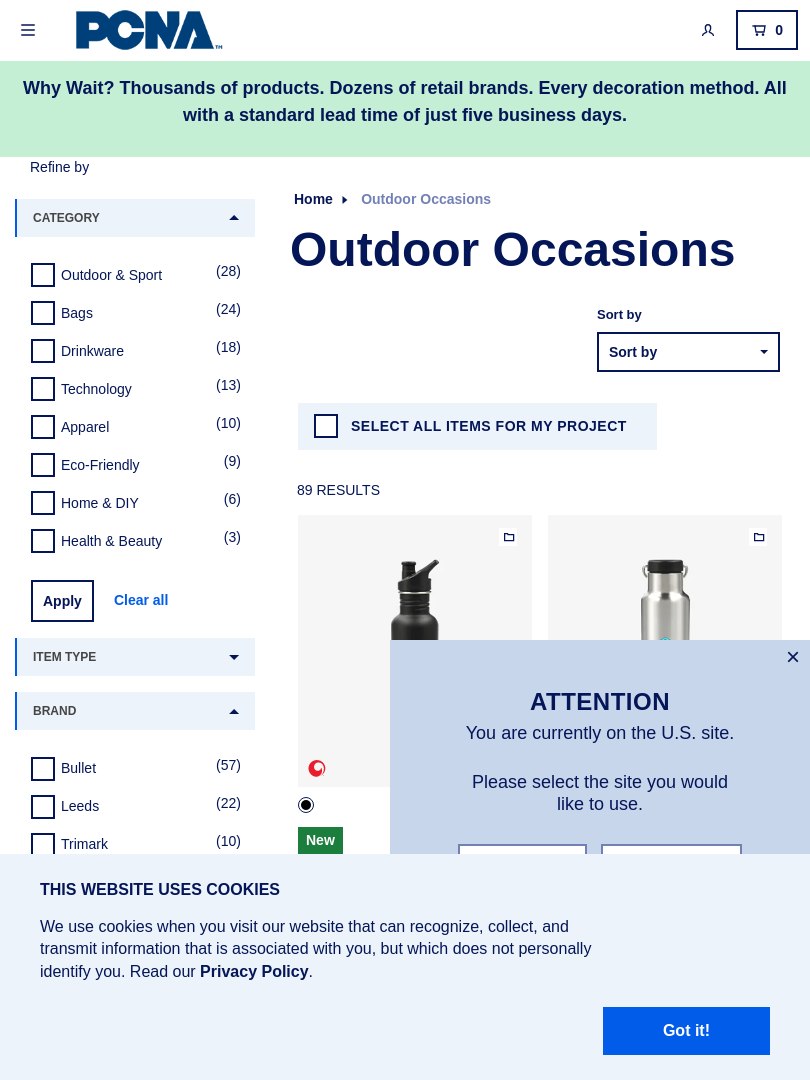 PCNA™
0
Why Wait? Thousands of products. Dozens of retail brands. Every decoration method. All
with a standard lead time of just five business days.
Refine by
CATEGORY
Outdoor & Sport (28)
Bags (24)
Drinkware (18)
Technology (13)
Apparel (10)
Eco-Friendly (9)
Home & DIY (6)
Health & Beauty (3)
Apply Clear all
ITEM TYPE
BRAND
Bullet (57)
Leeds (22)
Trimark (10)
Home Outdoor Occasions
Outdoor Occasions
Sort by
Sort by
SELECT ALL ITEMS FOR MY PROJECT
89 RESULTS
New
ATTENTION
You are currently on the U.S. site.
Please select the site you would
like to use.
THIS WEBSITE USES COOKIES
We use cookies when you visit our website that can recognize, collect, and
transmit information that is associated with you, but which does not personally
identify you. Read our Privacy Policy.
Got it!